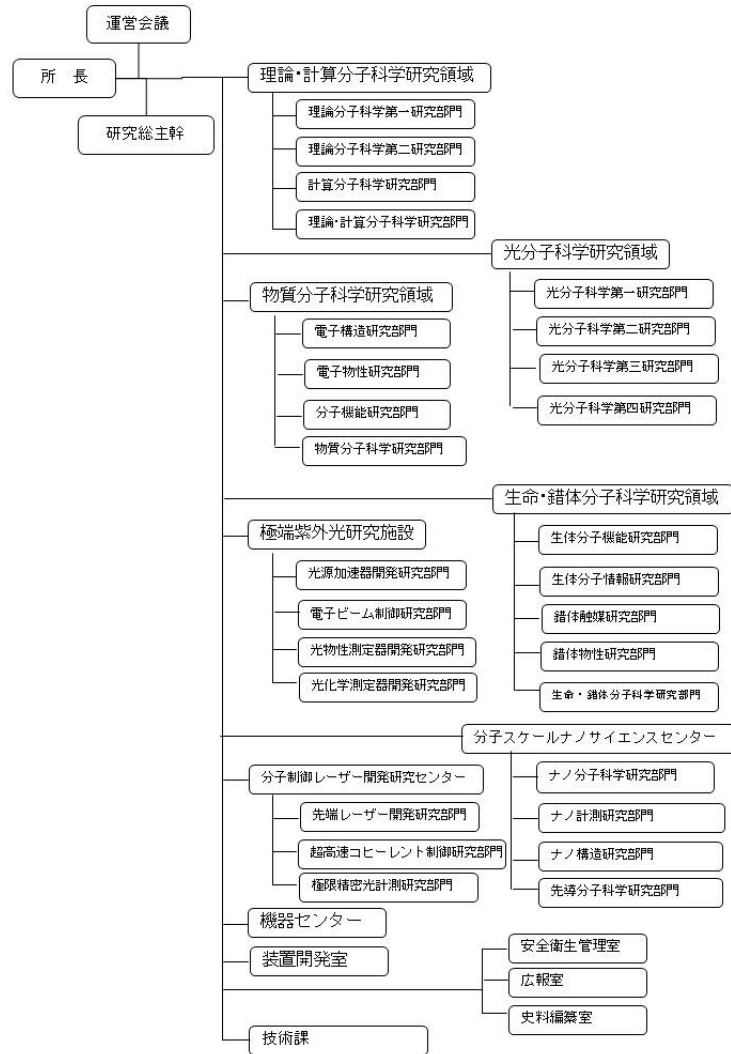 運営会議
所　長
研究総主幹
理論・計算分子科学研究領域
理論分子科学第一研究部門
理論分子科学第二研究部門
計算分子科学研究部門
理論・計算分子科学研究部門
光分子科学研究領域
光分子科学第一研究部門
光分子科学第二研究部門
光分子科学第三研究部門
光分子科学第四研究部門
物質分子科学研究領域
電子構造研究部門
電子物性研究部門
分子機能研究部門
物質分子科学研究部門
生命・錯体分子科学研究領域
生体分子機能研究部門
生体分子情報研究部門
錯体触媒研究部門
錯体物性研究部門
生命・錯体分子科学研究部門
極端紫外光研究施設
光源加速器開発研究部門
電子ビーム制御研究部門
光物性測定器開発研究部門
光化学測定器開発研究部門
分子スケールナノサイエンスセンター
ナノ分子科学研究部門
ナノ計測研究部門
ナノ構造研究部門
先導分子科学研究部門
分子制御レーザー開発研究センター
先端レーザー開発研究部門
超高速コヒーレント制御研究部門
極限精密光計測研究部門
機器センター
装置開発室
安全衛生管理室
広報室
史料編纂室
技術課